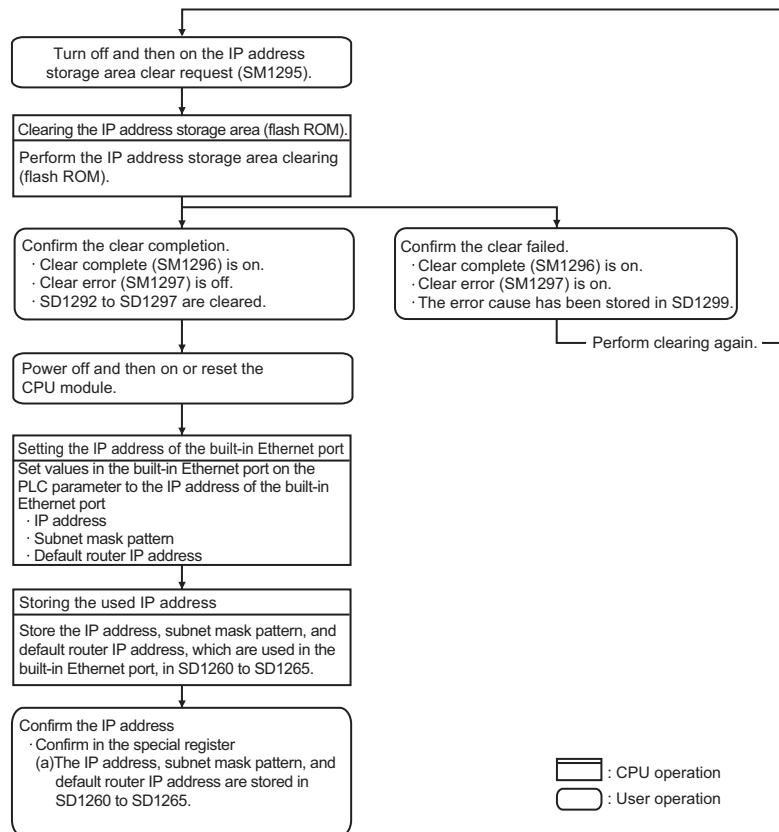 Turn off and then on the IP address
storage area clear request (SM1295).
Clearing the IP address storage area (flash ROM).
Perform the IP address storage area clearing
(flash ROM).
Confirm the clear completion.
· Clear complete (SM1296) is on.
· Clear error (SM1297) is off.
· SD1292 to SD1297 are cleared.
Confirm the clear failed.
· Clear complete (SM1296) is on.
· Clear error (SM1297) is on.
· The error cause has been stored in SD1299.
Perform clearing again.
Power off and then on or reset the
CPU module.
Setting the IP address of the built-in Ethernet port
Set values in the built-in Ethernet port on the
PLC parameter to the IP address of the built-in
Ethernet port
· IP address
· Subnet mask pattern
· Default router IP address
Storing the used IP address
Store the IP address, subnet mask pattern, and
default router IP address, which are used in the
built-in Ethernet port, in SD1260 to SD1265.
Confirm the IP address
· Confirm in the special register
(a)The IP address, subnet mask pattern, and
default router IP address are stored in
SD1260 to SD1265.
: CPU operation
: User operation